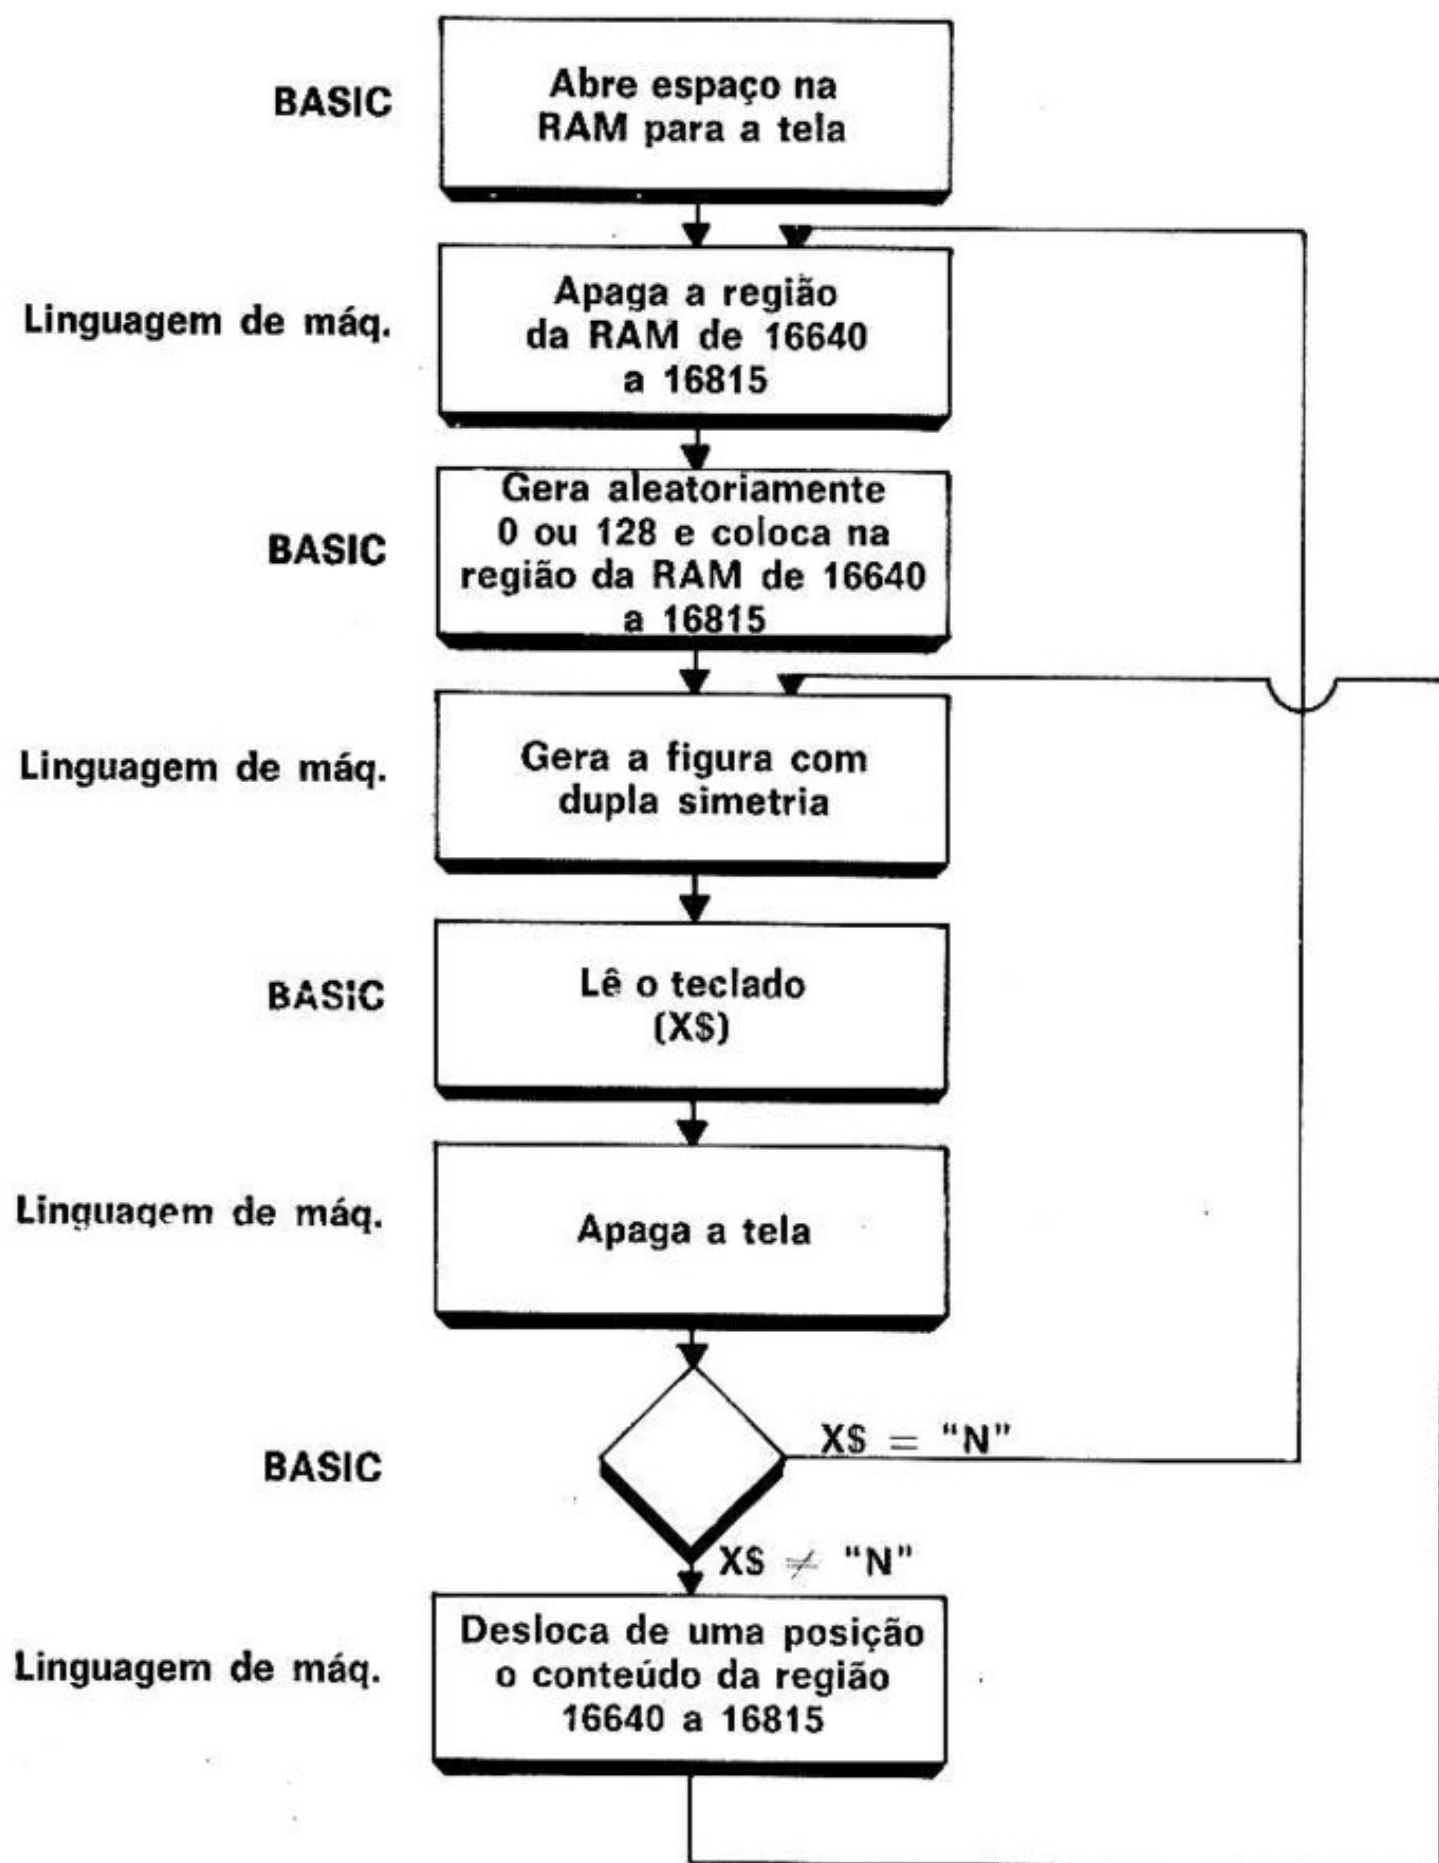 BASIC
Abre espaço na
RAM para a tela
Linguagem de máq.
Apaga a região
da RAM de 16640
a 16815
BASIC
Gera aleatoriamente
0 ou 128 e coloca na
região da RAM de 16640
a 16815
Linguagem de máq.
Gera a figura com
dupla simetria
BASIC
Lê o teclado
(X$)
Linguagem de máq.
Apaga a tela
BASIC
X$ = “N”
X$ ≠ “N”
Linguagem de máq.
Desloca de uma posição
o conteúdo da região
16640 a 16815